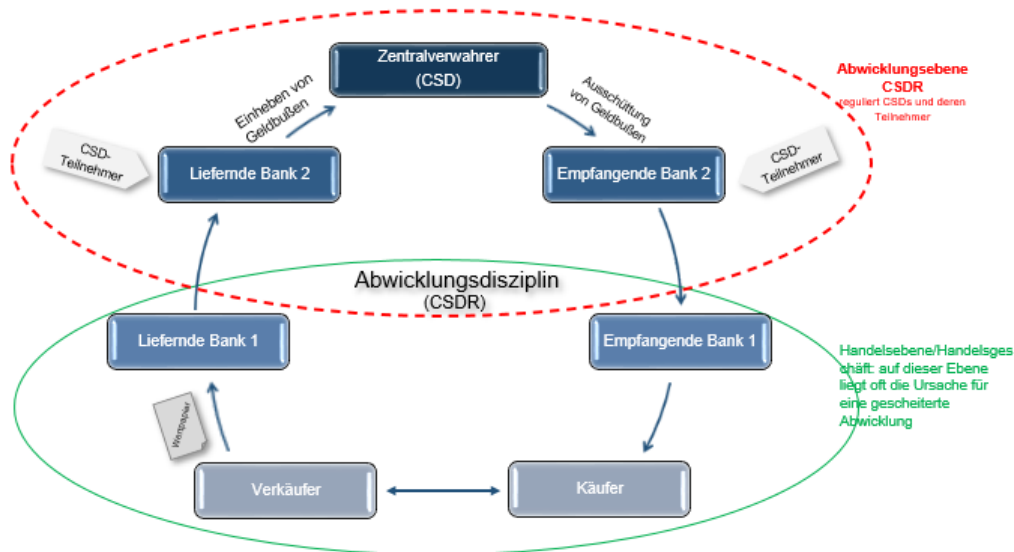 Zentralverwahrer
(CSD)
Abwicklungsebene
CSDR
reguliert CSDs und deren
Teilnehmer
Einheben von
Geldbußen
Ausschüttung
von Geldbußen
CSD-
Teilnehmer
Liefernde Bank 2
Empfangende Bank 2
CSD-
Teilnehmer
Abwicklungsdisziplin
(CSDR)
Liefernde Bank 1
Empfangende Bank 1
Handelsebene/Handelsges
chäft: auf dieser Ebene
liegt oft die Ursache für
eine gescheiterte
Abwicklung
Wertpapier
Verkäufer
Käufer